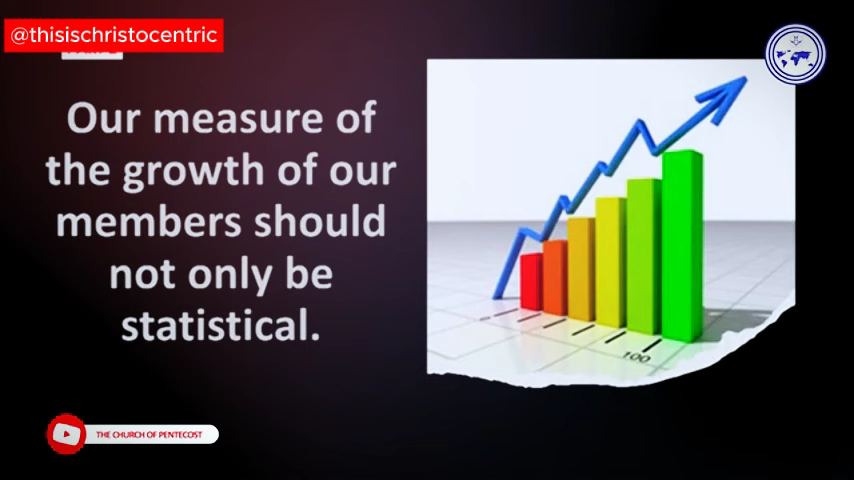 @thisischristocentric
Our measure of
the growth of our
members should
not only be
statistical.
100
THE CHURCH OF PENTECOST